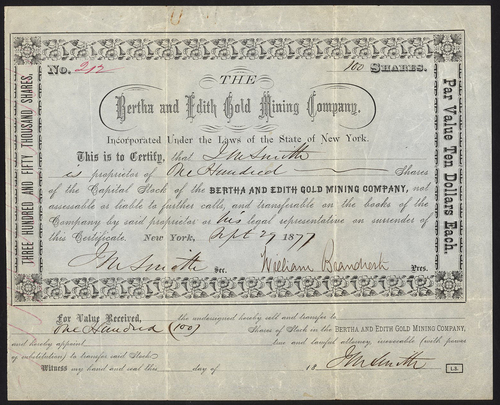 No. 212 100 SHARES.
THE
Bertha and Edith Gold Mining Company.
Incorporated Under the Laws of the State of New York.
This is to Certify, that J M Smith
is proprietor of One Hundred Shares
of the Capital Stock of the BERTHA AND EDITH GOLD MINING COMPANY, not
assessable or liable to further calls, and transferable on the books of the
Company by said proprietor or his legal representative on surrender of
this Certificate. New York, Sept 29 1877
J M Smith Sec. William Brandreth Pres.
THREE HUNDRED AND FIFTY THOUSAND SHARES.
Par Value Ten Dollars Each.
For Value Received, the undersigned hereby sell and transfer to
One Hundred (100) Shares of Stock in the BERTHA AND EDITH GOLD MINING COMPANY,
and hereby appoint true and lawful attorney, irrevocable (with power
of substitution) to transfer said Stock
Witness my hand and seal this day of 18 J M Smith L.S.